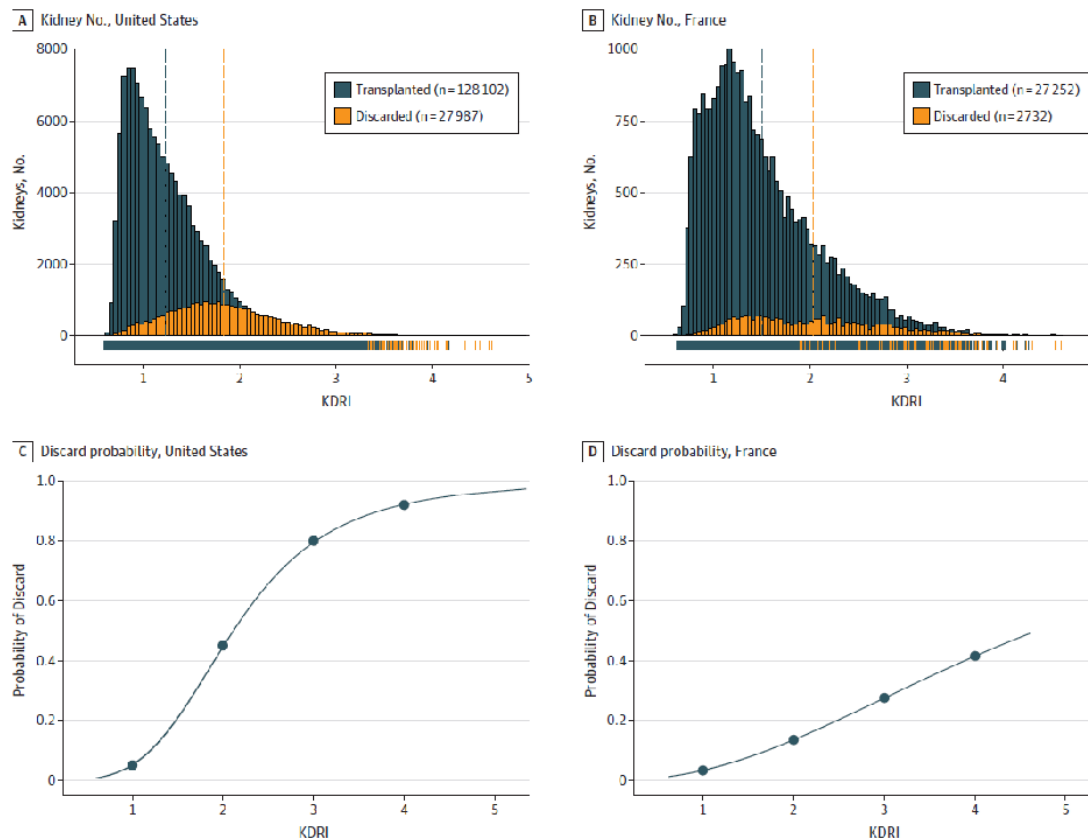 A Kidney No., United States
8000
6000
4000
2000
0
Kidneys, No.
Transplanted (n=128102)
Discarded (n=27987)
1 2 3 4 5
KDRI
B Kidney No., France
1000
750
500
250
0
Kidneys, No.
Transplanted (n=27252)
Discarded (n=2732)
1 2 3 4
KDRI
C Discard probability, United States
1.0
0.8
0.6
0.4
0.2
0
Probability of Discard
1 2 3 4 5
KDRI
D Discard probability, France
1.0
0.8
0.6
0.4
0.2
0
Probability of Discard
1 2 3 4 5
KDRI